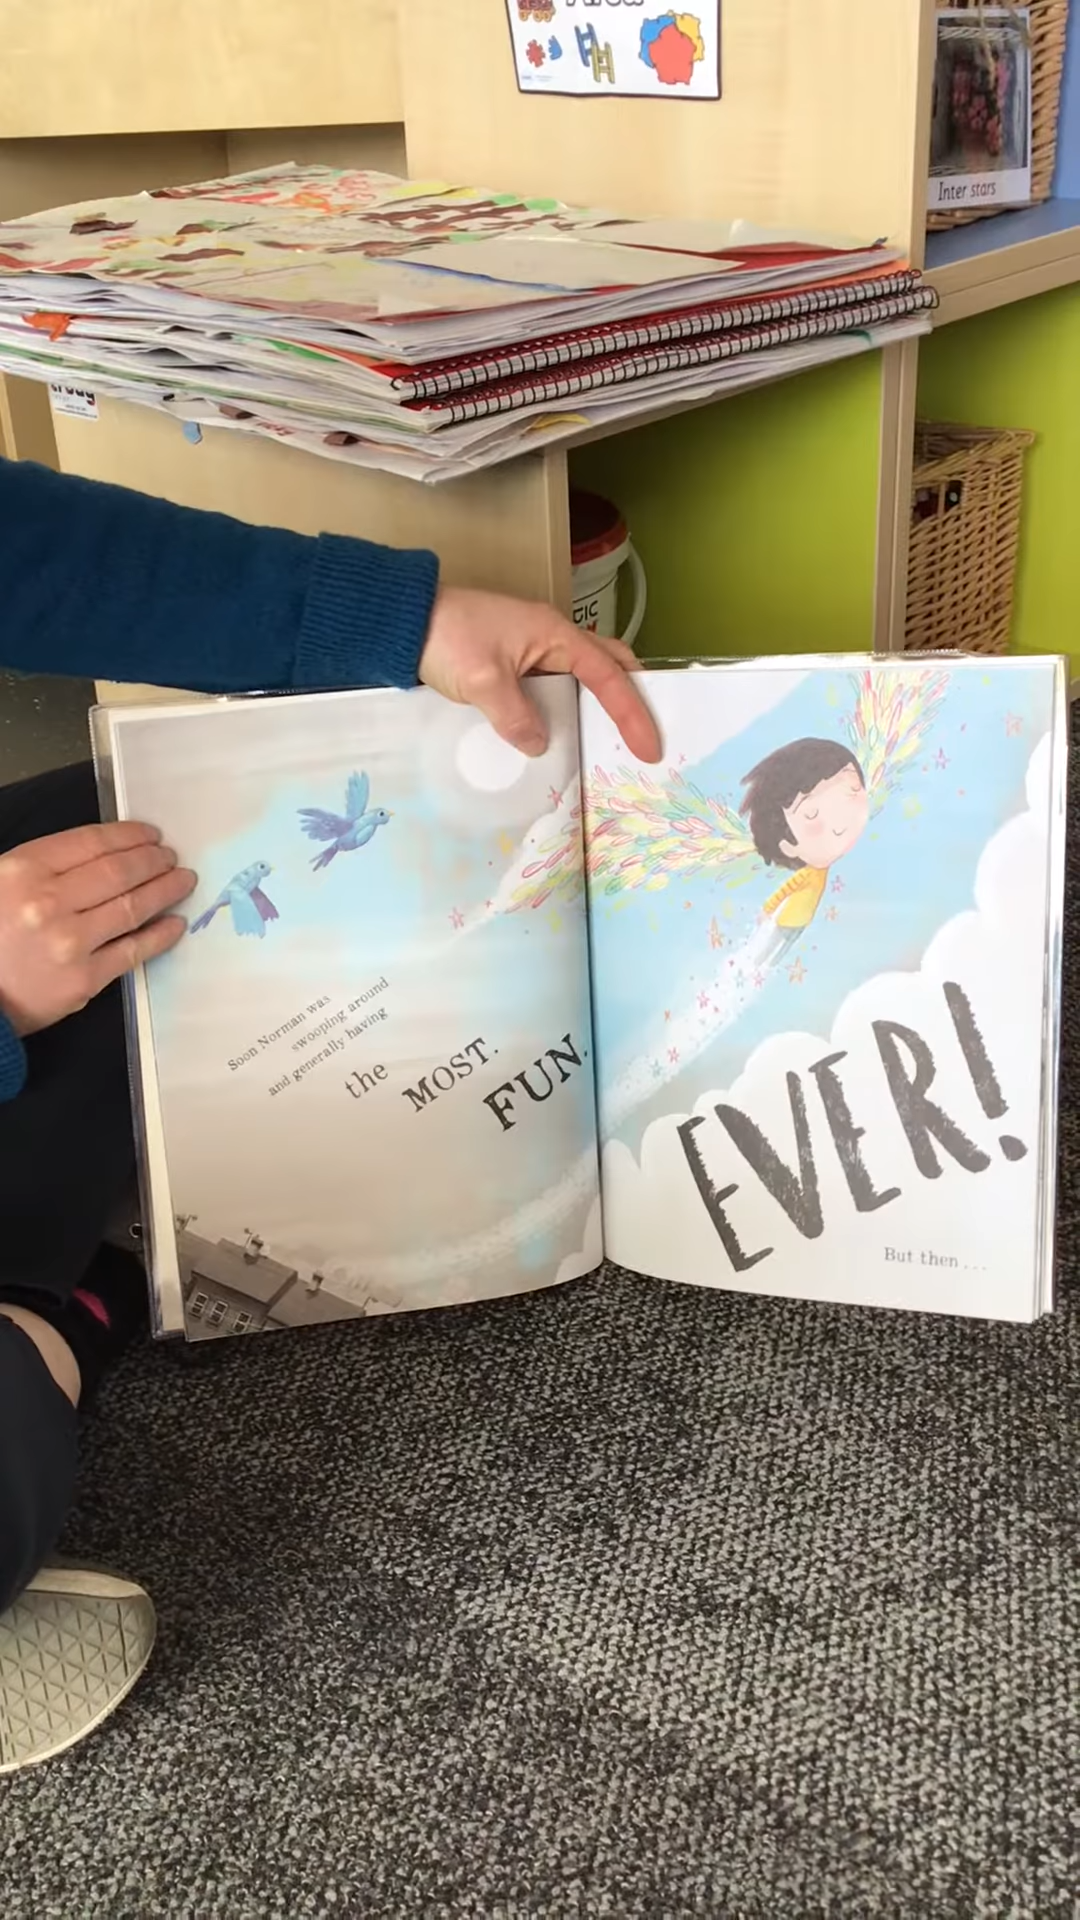 Inter stars
Soon Norman was
swooping around
and generally having
the
MOST.
FUN.
EVER!
But then...